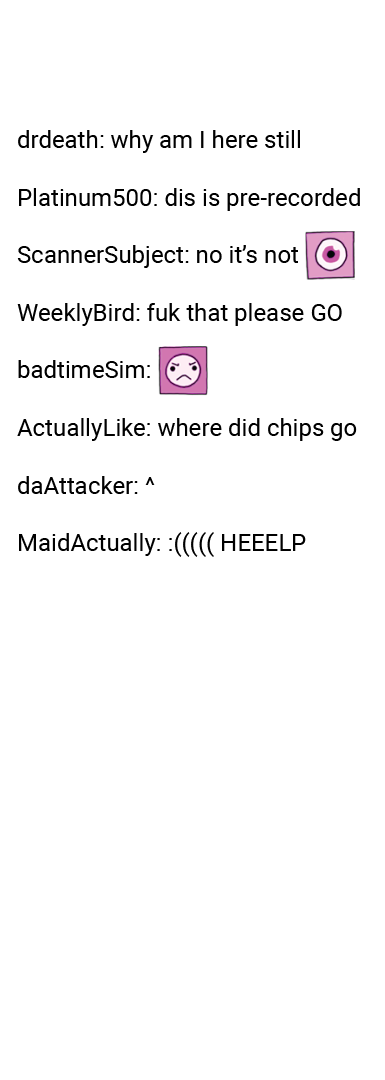 drdeath: why am I here still
Platinum500: dis is pre-recorded
ScannerSubject: no it’s not
WeeklyBird: fuk that please GO
badtimeSim:
ActuallyLike: where did chips go
daAttacker: ^
MaidActually: :((((( HEEELP